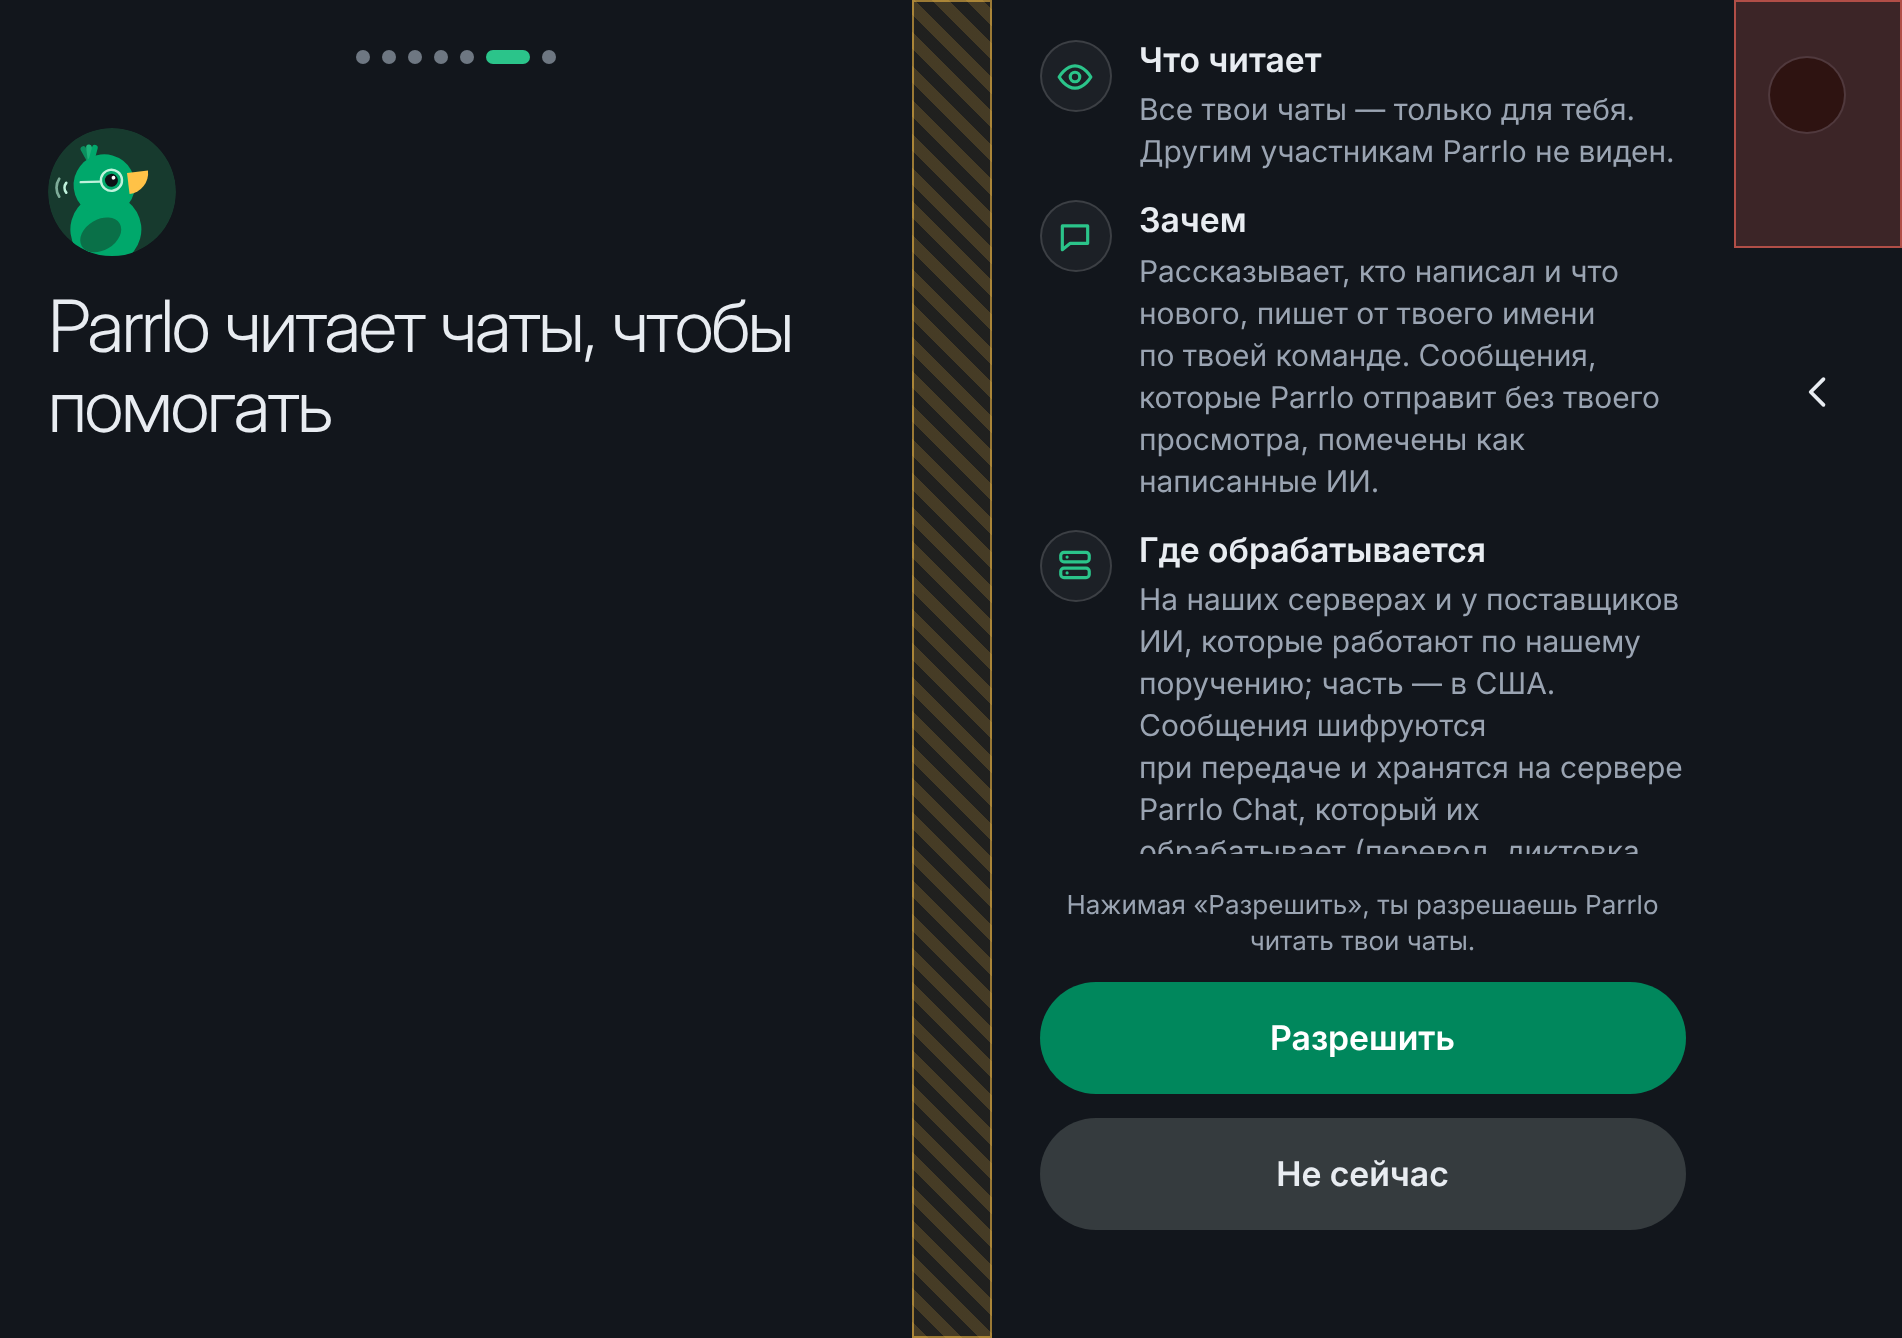 Parrlo читает чаты, чтобы
помогать
Что читает
Все твои чаты — только для тебя.
Другим участникам Parrlo не виден.
Зачем
Рассказывает, кто написал и что
нового, пишет от твоего имени
по твоей команде. Сообщения,
которые Parrlo отправит без твоего
просмотра, помечены как
написанные ИИ.
Где обрабатывается
На наших серверах и у поставщиков
ИИ, которые работают по нашему
поручению; часть — в США.
Сообщения шифруются
при передаче и хранятся на сервере
Parrlo Chat, который их
обрабатывает (перевод, диктовка
Нажимая «Разрешить», ты разрешаешь Parrlo
читать твои чаты.
Разрешить
Не сейчас